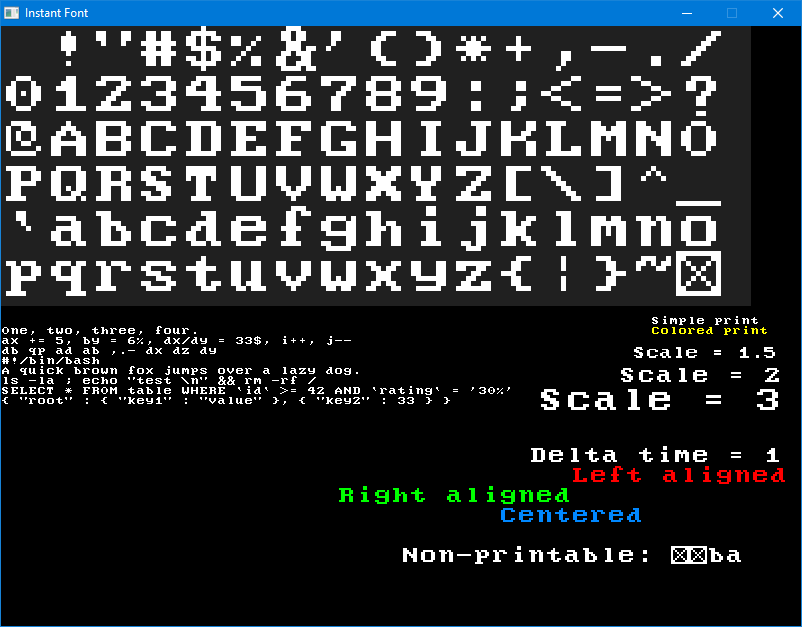 Instant Font
!"#$%&'()*+,-./
0123456789:;<=>?
@ABCDEFGHIJKLMNO
PQRSTUVWXYZ[\]^_
`abcdefghijklmno
pqrstuvwxyz{¦}~
One, two, three, four.
ax += 5, by = 6%, dx/dy = 33$, i++, j--
db qp ad ab ,.- dx dz dy
#!/bin/bash
A quick brown fox jumps over a lazy dog.
ls -la ; echo "test \n" && rm -rf /
SELECT * FROM table WHERE `id` >= 42 AND `rating` = '30%'
{ "root" : { "key1" : "value" }, { "key2" : 33 } }
Simple print
Colored print
Scale = 1.5
Scale = 2
Scale = 3
Delta time = 1
Left aligned
Right aligned
Centered
Non-printable: ba